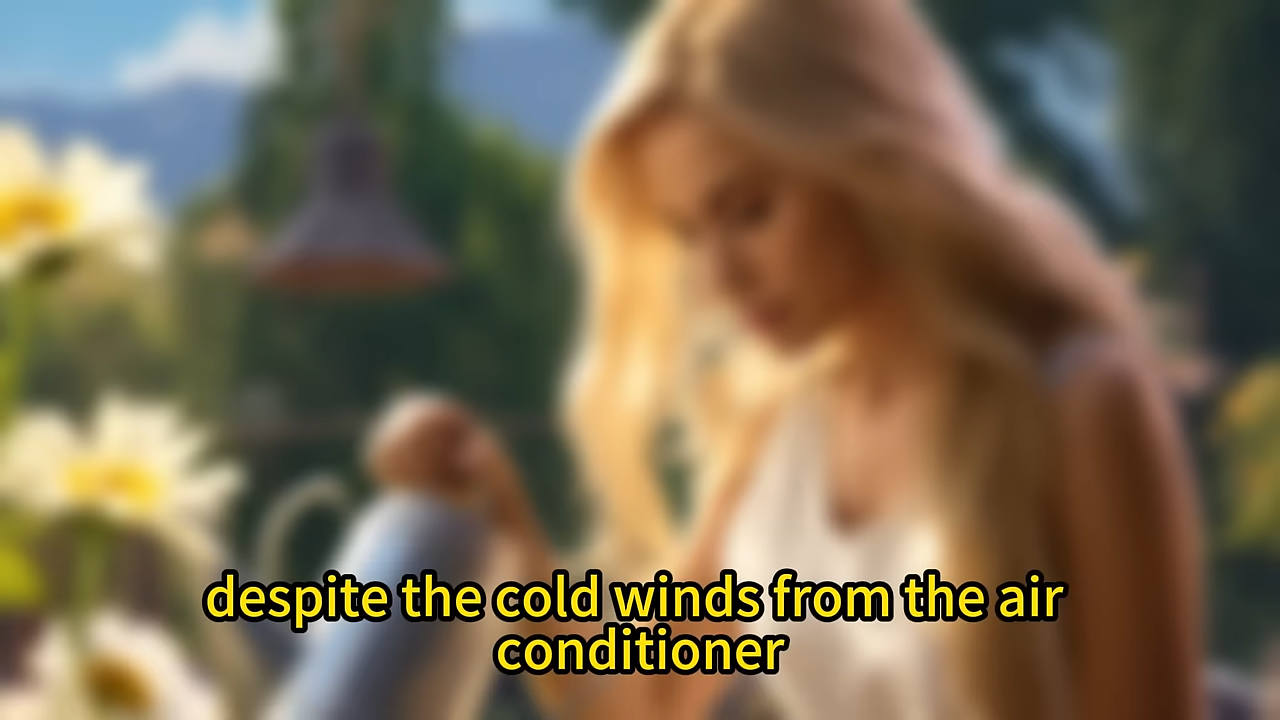 despite the cold winds from the air
conditioner